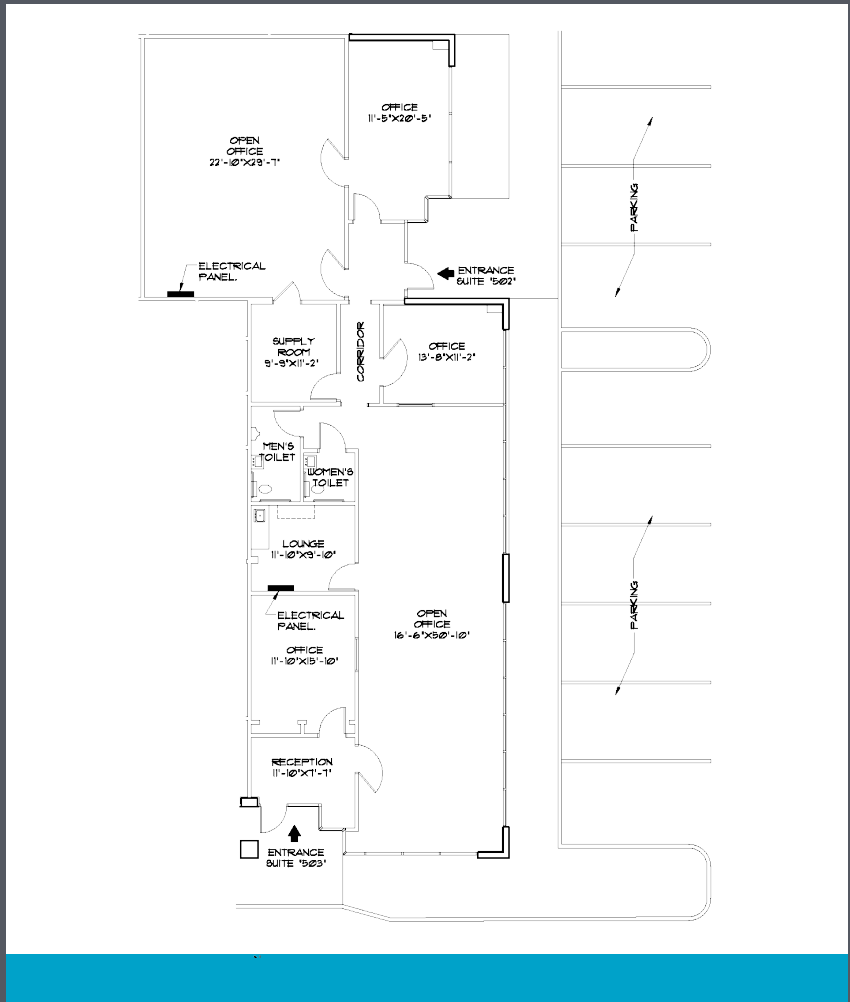 OFFICE
11'-5"X20'-5"
OPEN
OFFICE
22'-10"X29'-7"
PARKING
ELECTRICAL
PANEL.
ENTRANCE
SUITE "502"
SUPPLY
ROOM
9'-9"X11'-2"
CORRIDOR
OFFICE
13'-8"X11'-2"
MEN'S
TOILET
WOMEN'S
TOILET
LOUNGE
11'-10"X9'-10"
PARKING
ELECTRICAL
PANEL.
OPEN
OFFICE
16'-6"X50'-10"
OFFICE
11'-10"X15'-10"
RECEPTION
11'-10"X7'-7"
ENTRANCE
SUITE "503"